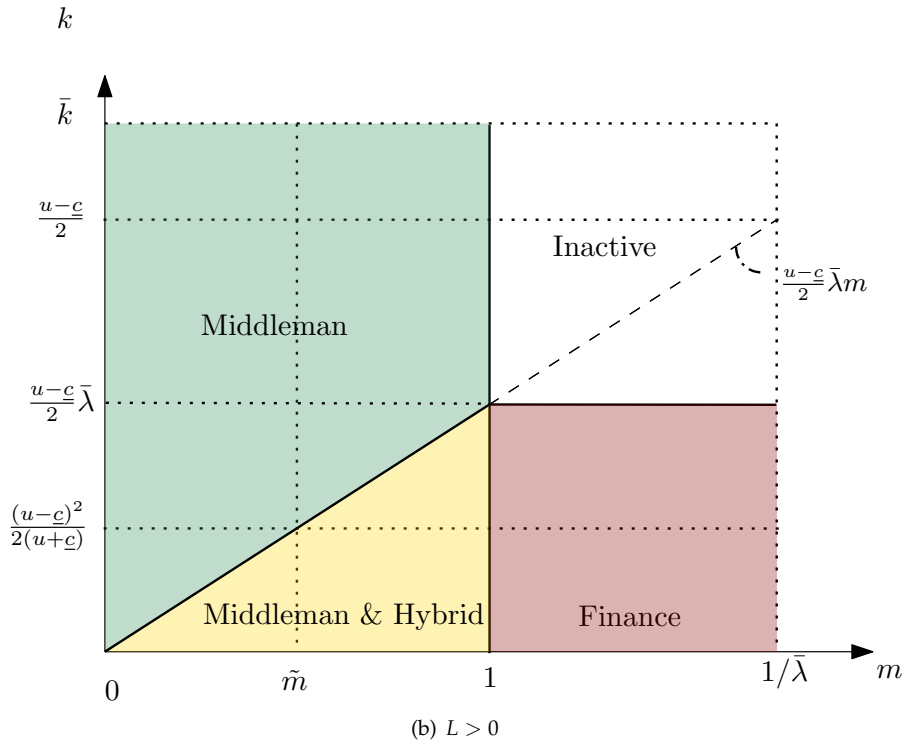 k
k̄
u−c̲/2
Inactive
u−c̲/2 λ̄m
Middleman
u−c̲/2 λ̄
(u−c̲)²/2(u+c̲)
Middleman & Hybrid
Finance
0
m̃
1
1/λ̄
m
(b) L > 0